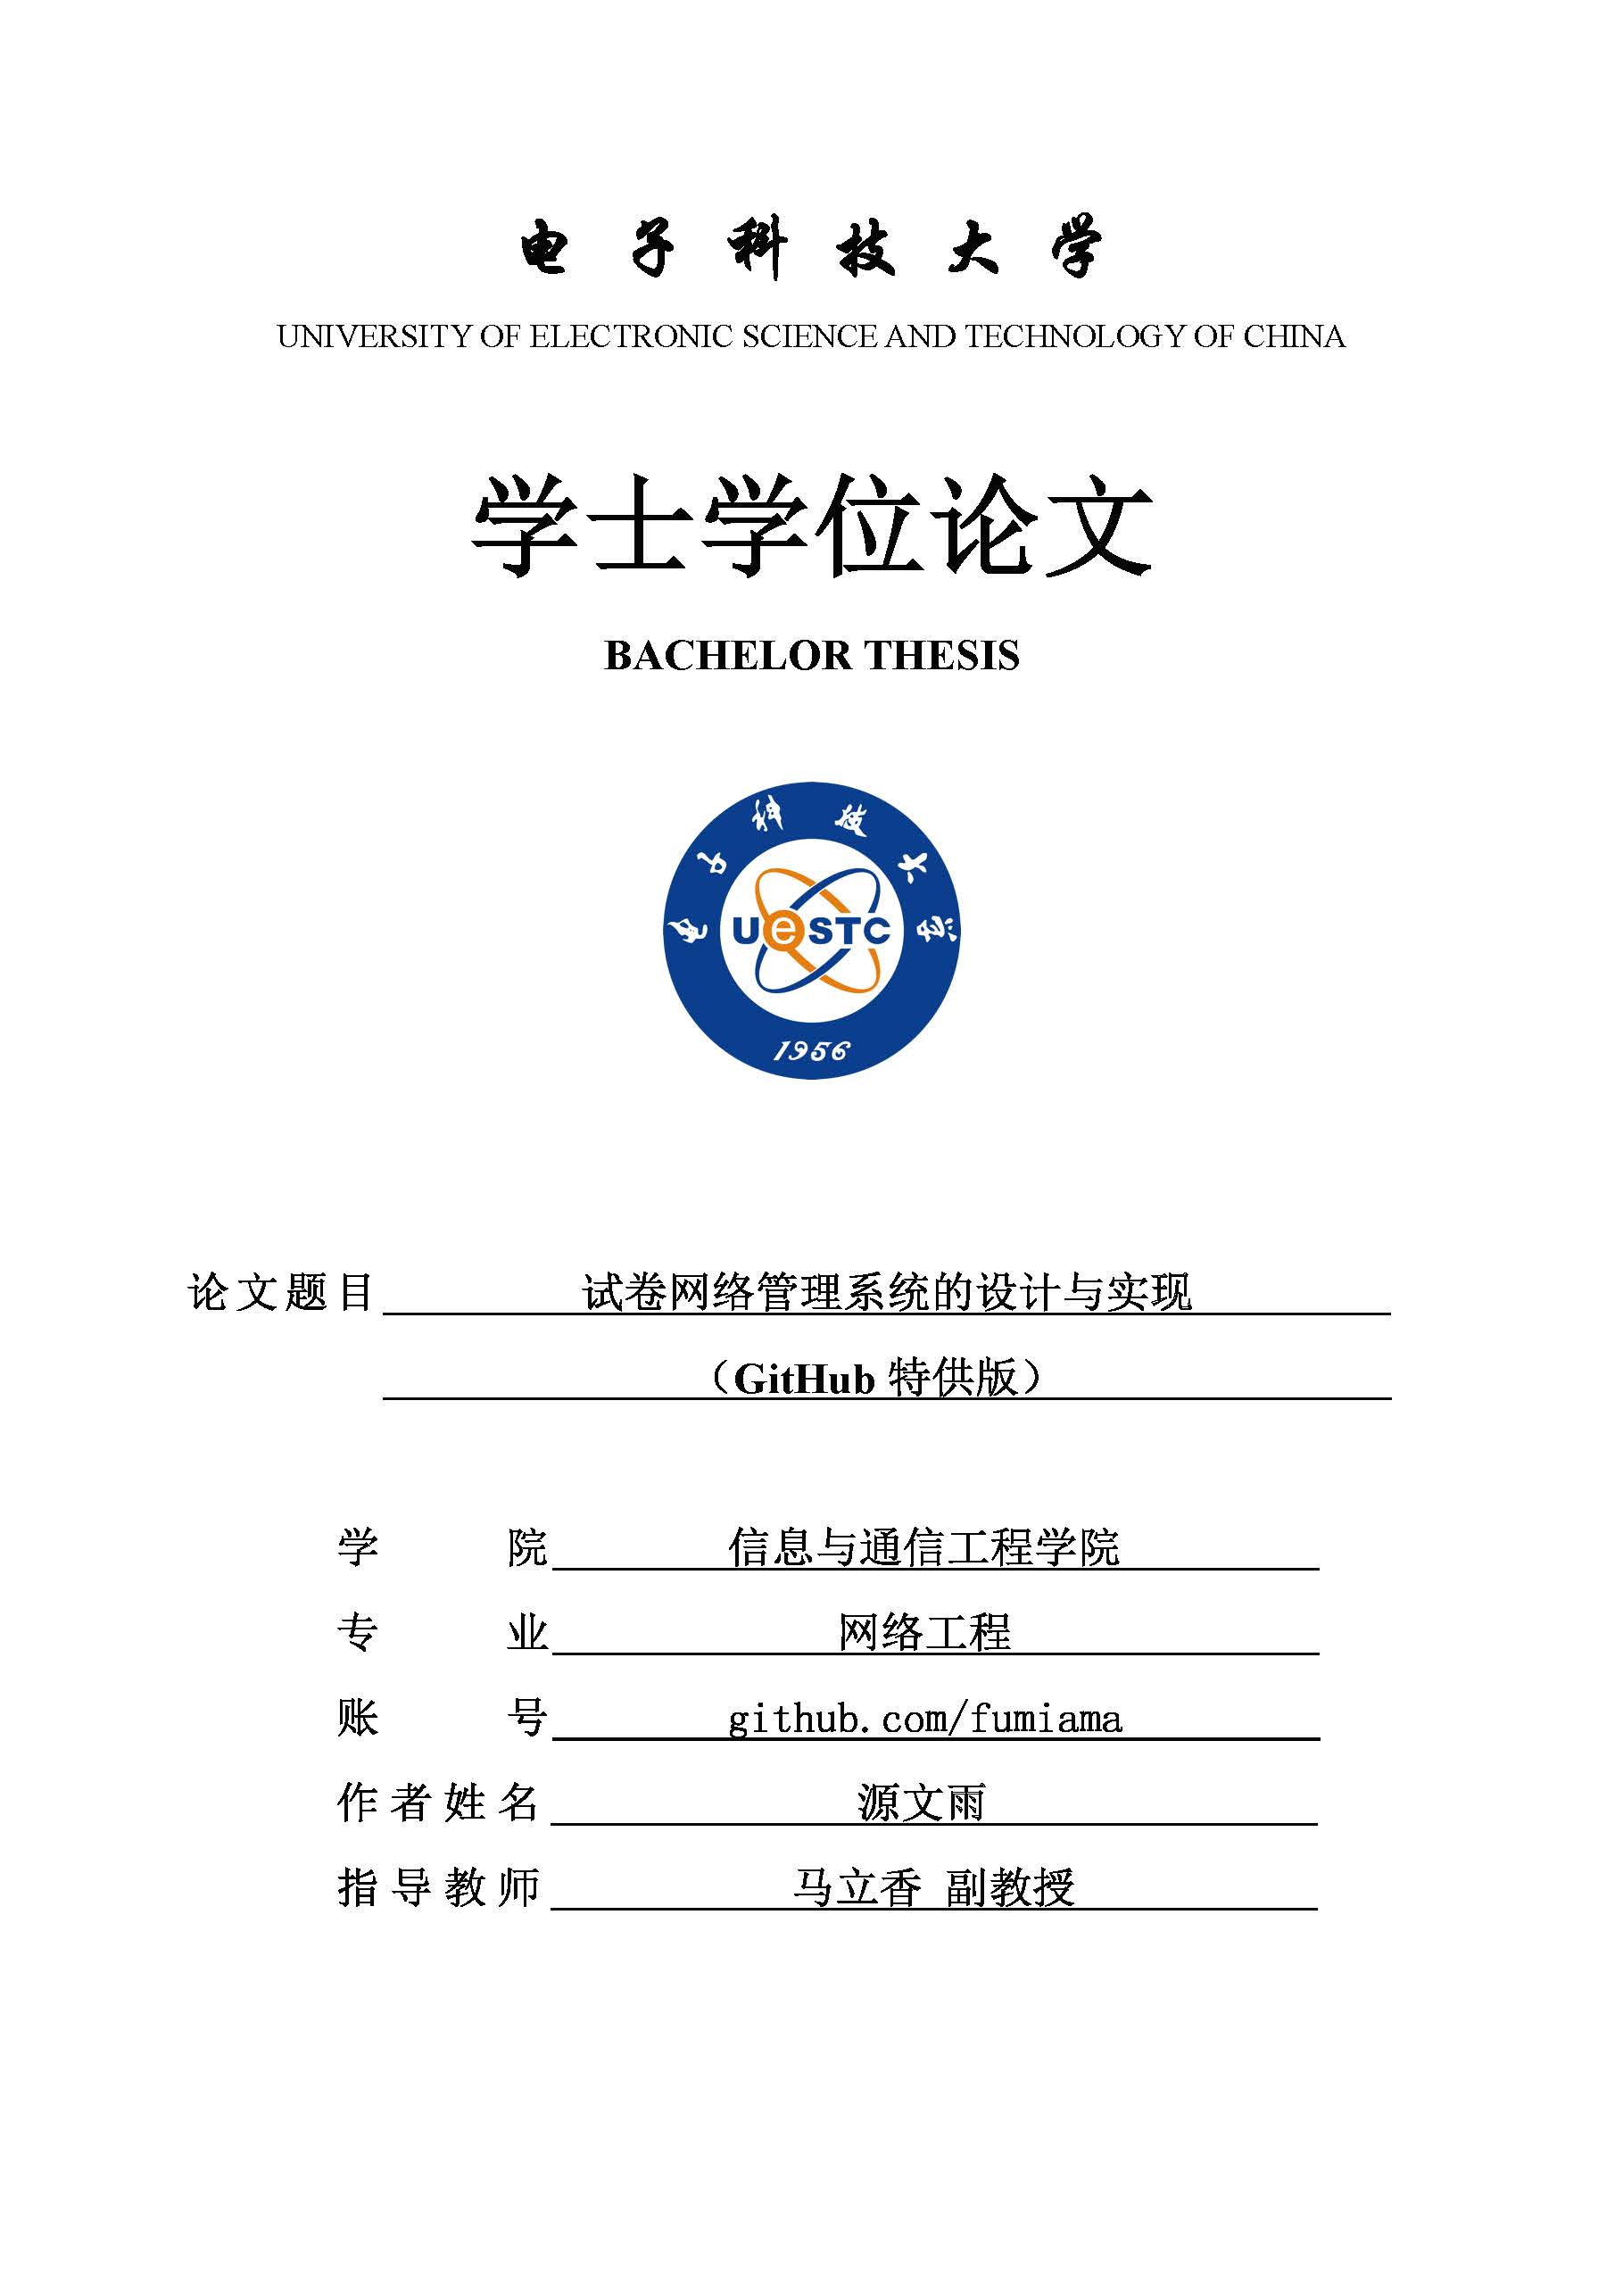 电子科技大学
UNIVERSITY OF ELECTRONIC SCIENCE AND TECHNOLOGY OF CHINA
学士学位论文
BACHELOR THESIS
电子科技大学
UeSTC
1956
论文题目 试卷网络管理系统的设计与实现
（GitHub 特供版）
学 院 信息与通信工程学院
专 业 网络工程
账 号 github.com/fumiama
作者姓名 源文雨
指导教师 马立香 副教授